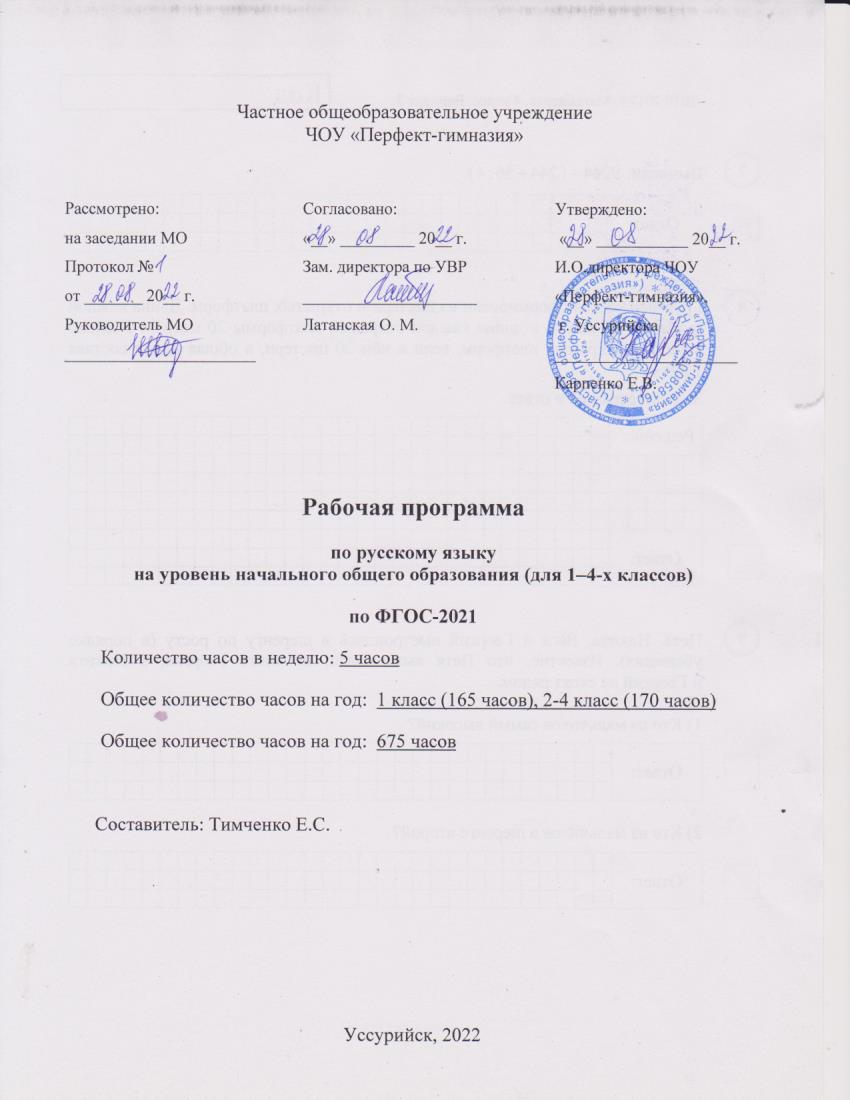 Частное общеобразовательное учреждение
ЧОУ «Перфект-гимназия»
Рассмотрено:
на заседании МО
Протокол №1
от 28.08 2022 г.
Руководитель МО
Согласовано:
«28» 08 2022 г.
Зам. директора по УВР
Латанская О. М.
Утверждено:
«28» 08 2022 г.
И.О.директора ЧОУ
«Перфект-гимназия».
г. Уссурийска
Карпенко Е.В.
Рабочая программа
по русскому языку
на уровень начального общего образования (для 1–4-х классов)
по ФГОС-2021
Количество часов в неделю: 5 часов
Общее количество часов на год: 1 класс (165 часов), 2-4 класс (170 часов)
Общее количество часов на год: 675 часов
Составитель: Тимченко Е.С.
Уссурийск, 2022